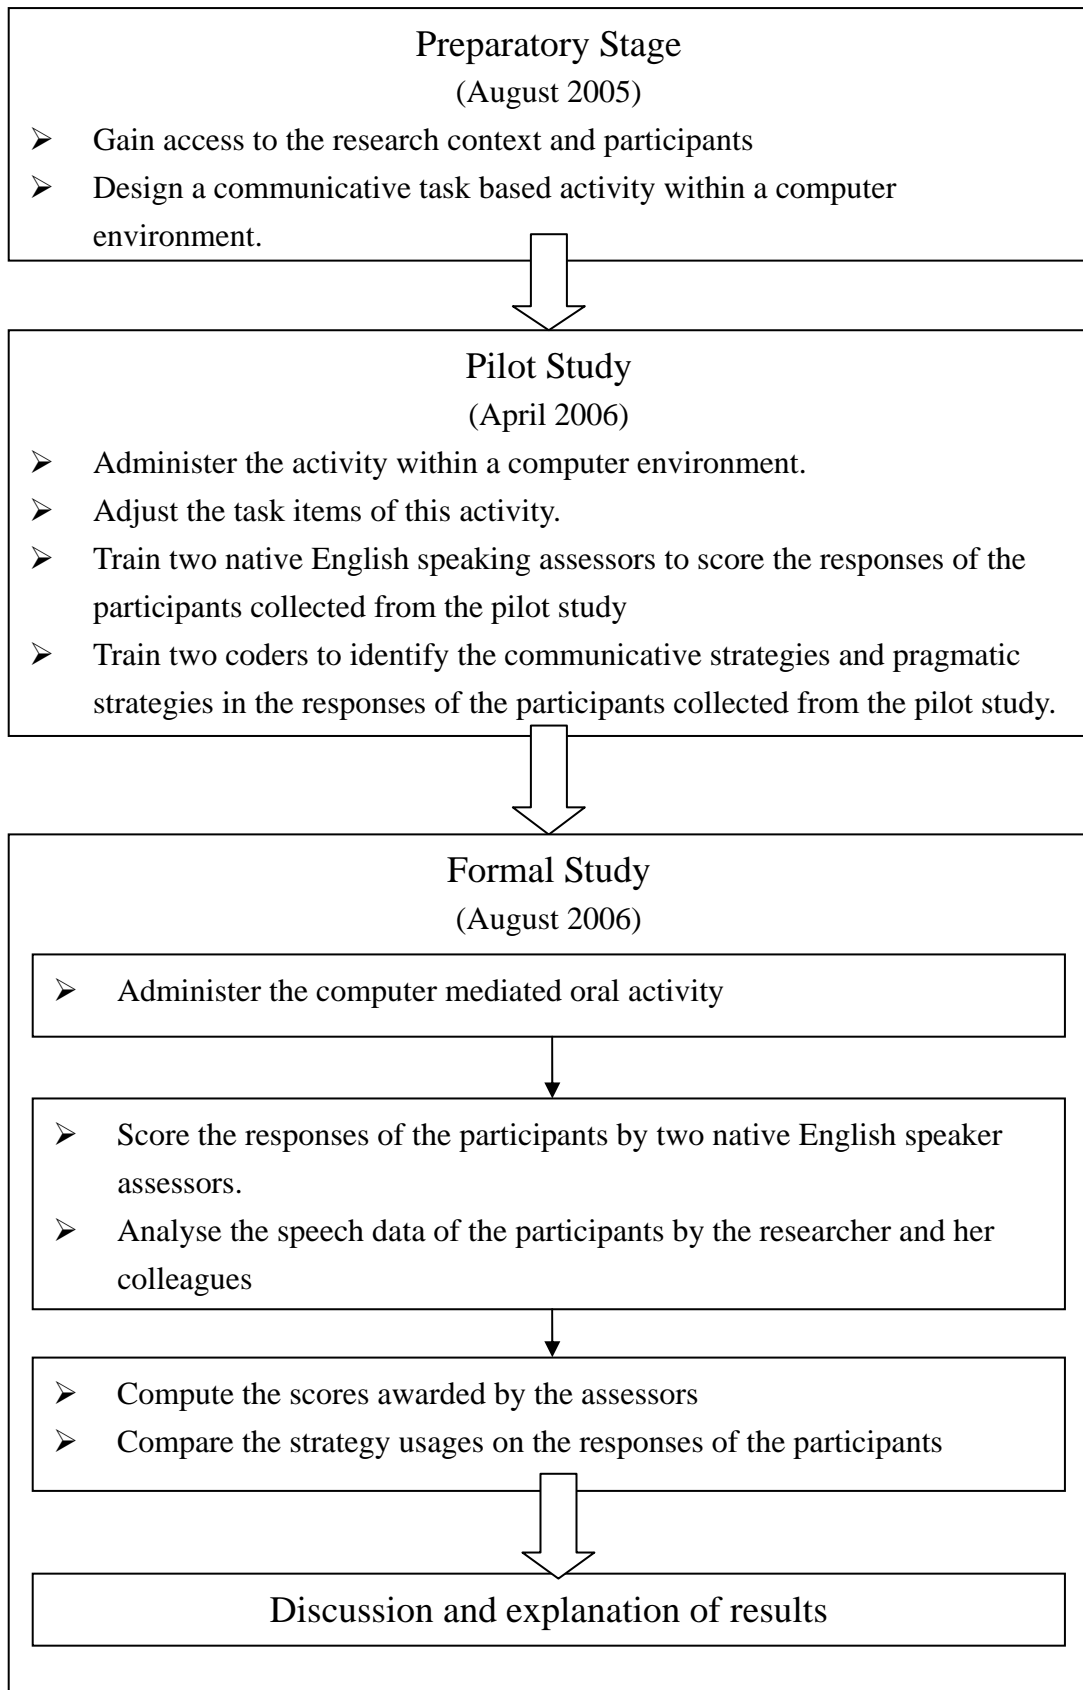 Preparatory Stage
(August 2005)
➢ Gain access to the research context and participants
➢ Design a communicative task based activity within a computer
environment.
Pilot Study
(April 2006)
➢ Administer the activity within a computer environment.
➢ Adjust the task items of this activity.
➢ Train two native English speaking assessors to score the responses of the
participants collected from the pilot study
➢ Train two coders to identify the communicative strategies and pragmatic
strategies in the responses of the participants collected from the pilot study.
Formal Study
(August 2006)
➢ Administer the computer mediated oral activity
➢ Score the responses of the participants by two native English speaker
assessors.
➢ Analyse the speech data of the participants by the researcher and her
colleagues
➢ Compute the scores awarded by the assessors
➢ Compare the strategy usages on the responses of the participants
Discussion and explanation of results